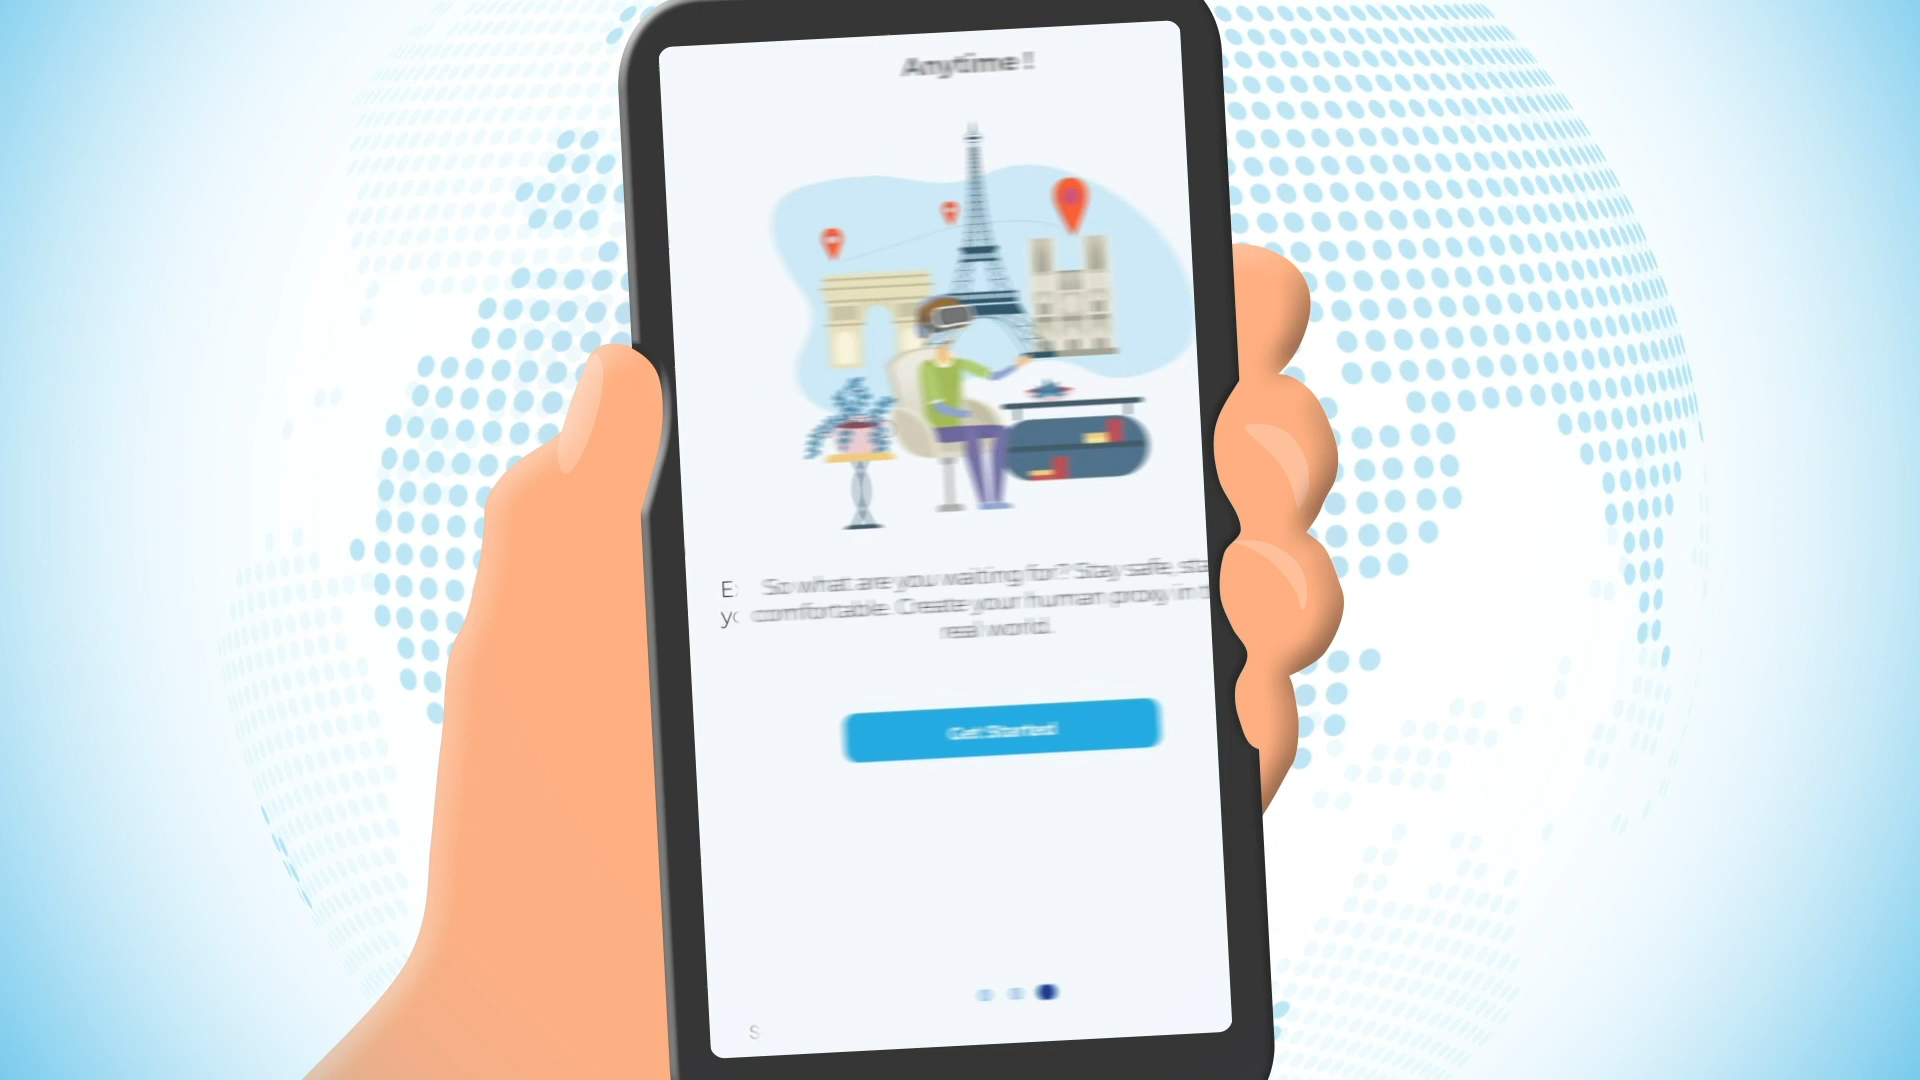 Anytime !!
So what are you waiting for? Stay safe, sta
comfortable. Create your human proxy in t
real world.
Get Started
S